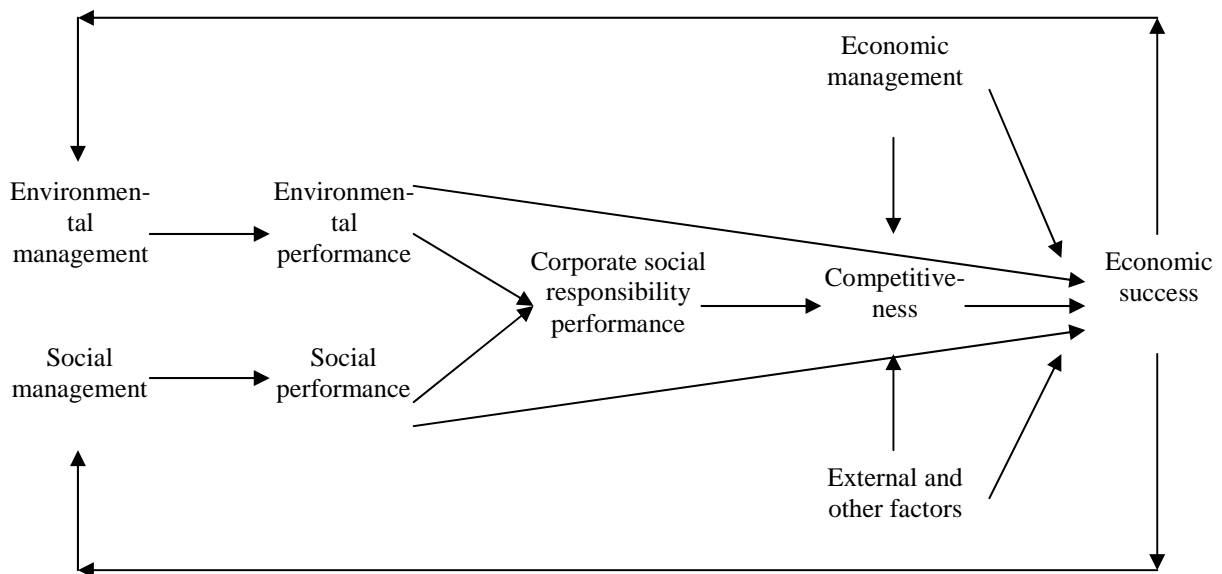 Economic
management
Environmen-
tal
management
Environmen-
tal
performance
Corporate social
responsibility
performance
Competitive-
ness
Economic
success
Social
management
Social
performance
External and
other factors